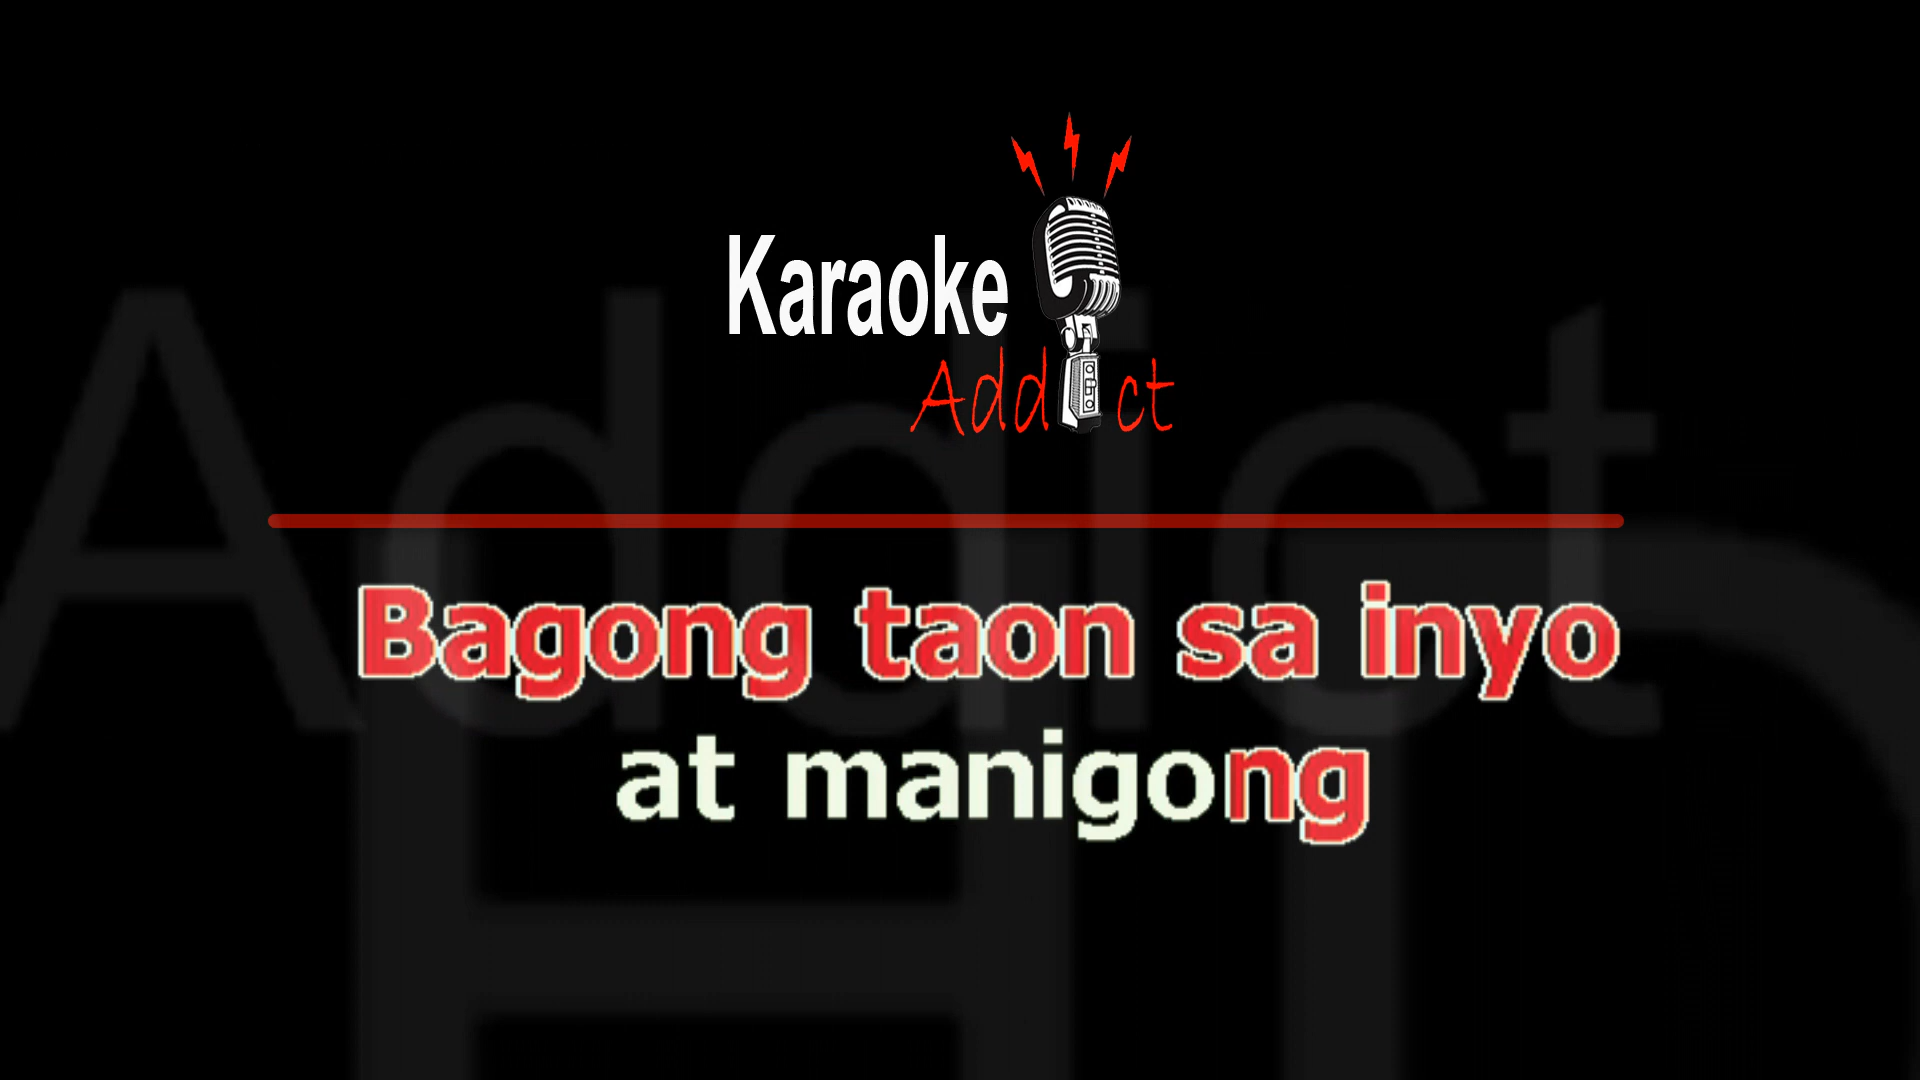 Karaoke
Addict
Bagong taon sa inyo
at manigong